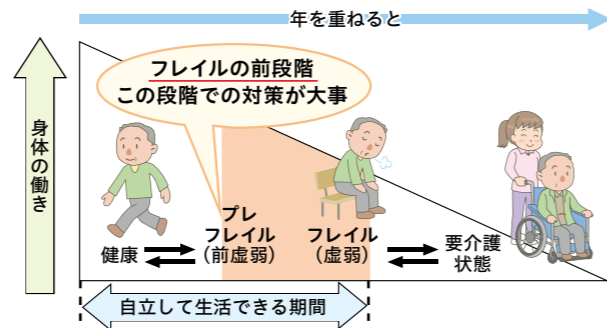 年を重ねると
フレイルの前段階
この段階での対策が大事
身体の働き
健康
プレ
フレイル
(前虚弱)
フレイル
(虚弱)
要介護
状態
自立して生活できる期間